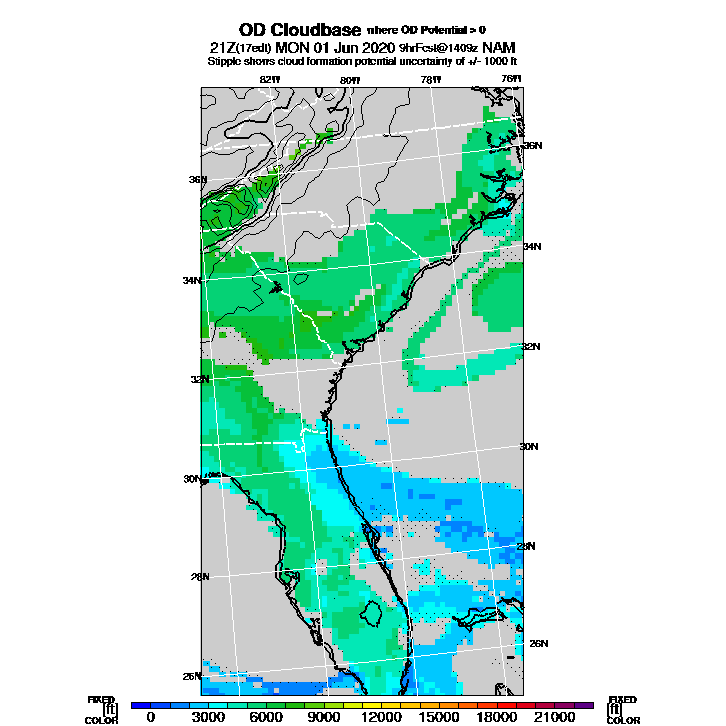 OD Cloudbase where OD Potential > 0
21Z(17edt) MON 01 Jun 2020 9hrFcst@1409z NAM
Stipple shows cloud formation potential uncertainty of +/- 1000 ft
82W 80W 78W 76W
36N
36N
34N
34N
32N
32N
30N
30N
28N
28N
26N
26N
FIXED FIXED
[ft] [ft]
COLOR COLOR
0 3000 6000 9000 12000 15000 18000 21000